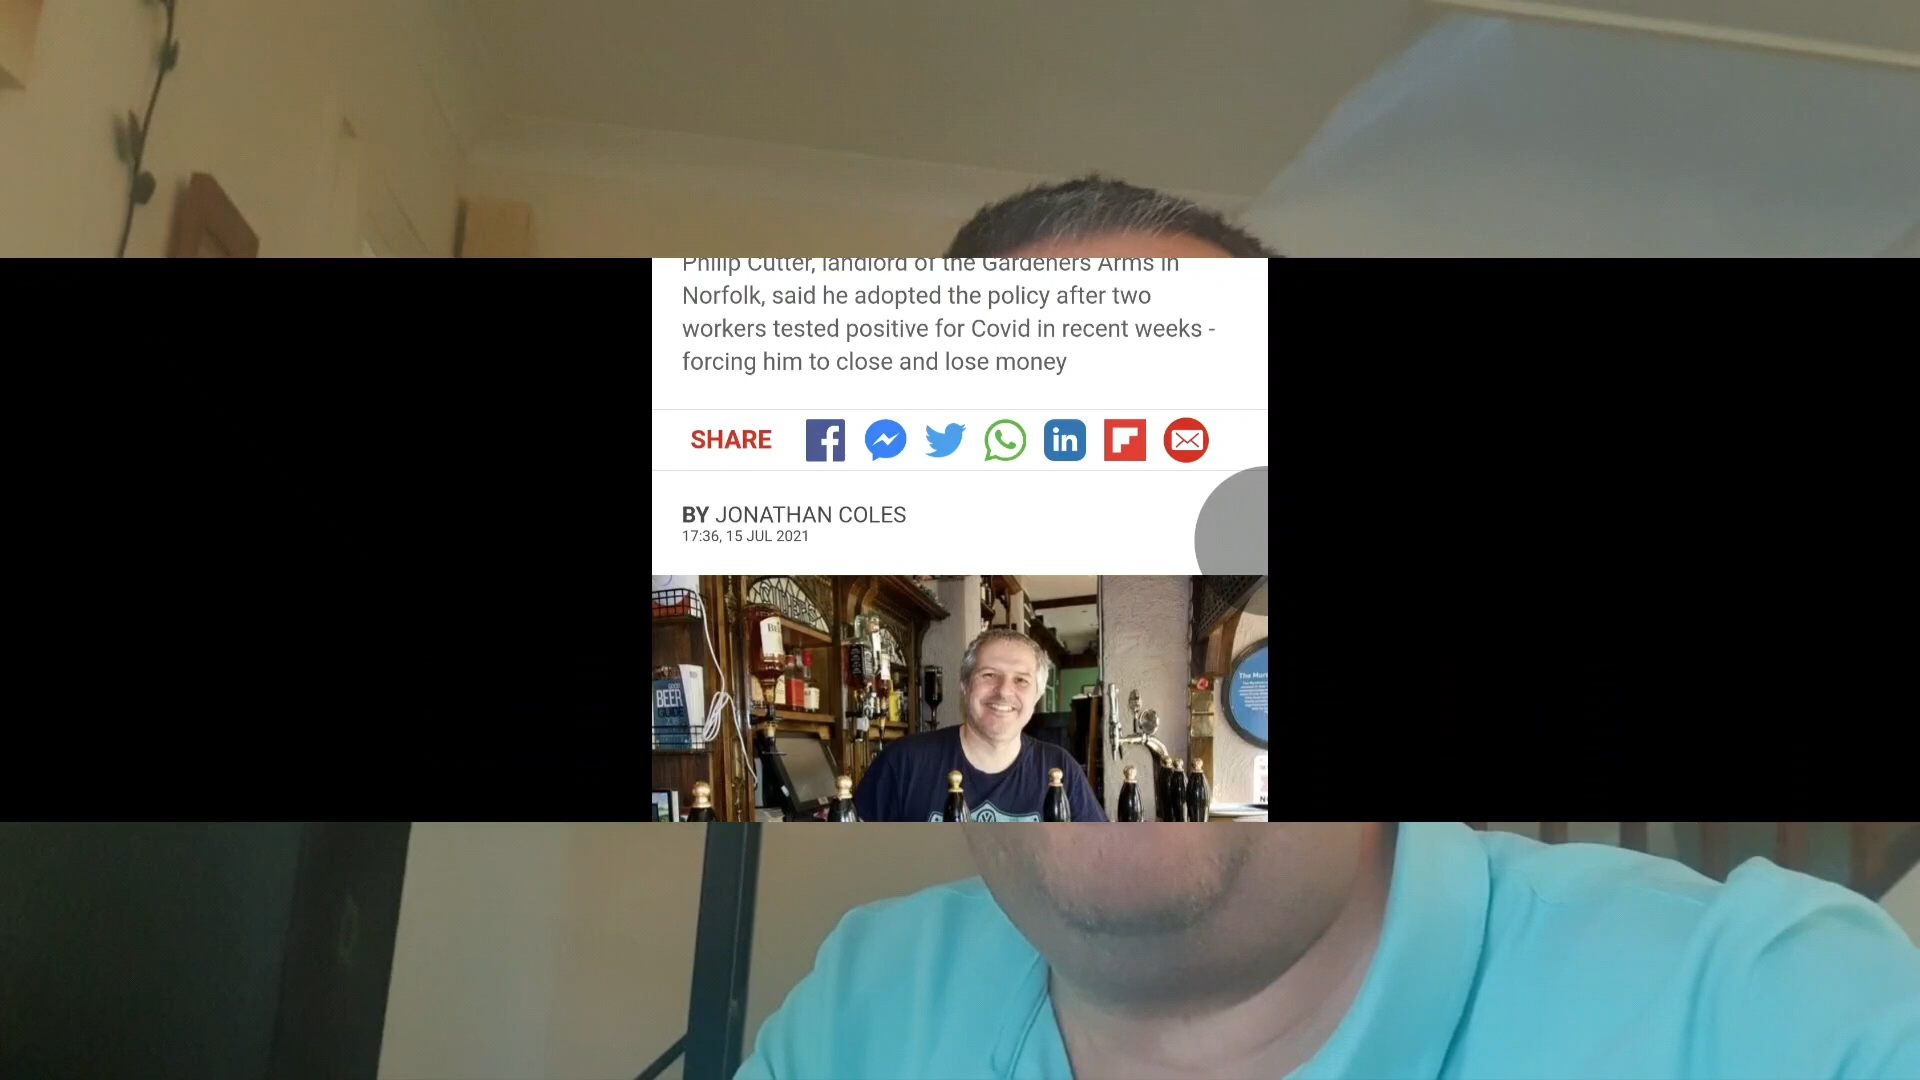 Philip Cutter, landlord of the Gardeners Arms in
Norfolk, said he adopted the policy after two
workers tested positive for Covid in recent weeks -
forcing him to close and lose money
SHARE
BY JONATHAN COLES
17:36, 15 JUL 2021
BEER